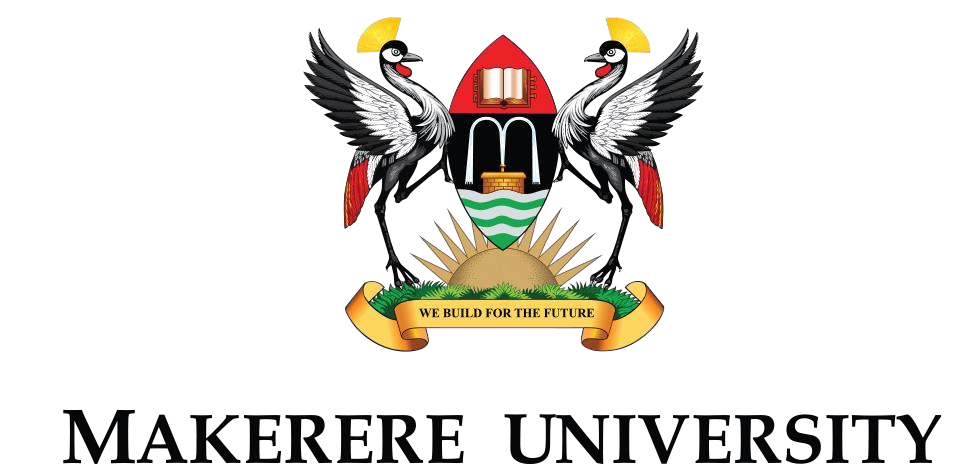 WE BUILD FOR THE FUTURE
MAKERERE UNIVERSITY